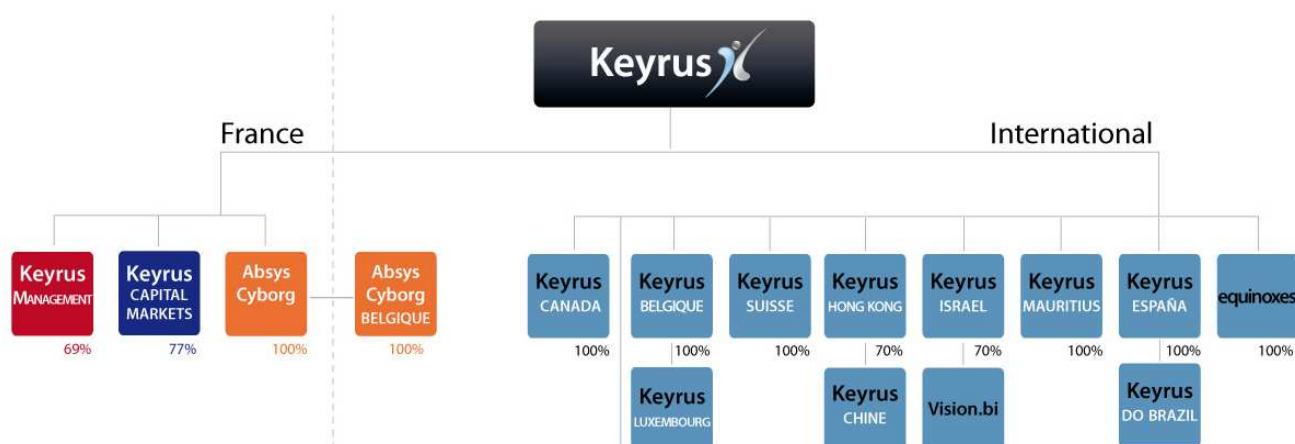 Keyrus
France
International
Keyrus
MANAGEMENT
69%
Keyrus
CAPITAL
MARKETS
77%
Absys
Cyborg
100%
Absys
Cyborg
BELGIQUE
100%
Keyrus
CANADA
100%
Keyrus
BELGIQUE
100%
Keyrus
SUISSE
100%
Keyrus
HONG KONG
70%
Keyrus
ISRAEL
70%
Keyrus
MAURITIUS
100%
Keyrus
ESPAÑA
100%
equinoxes
100%
Keyrus
LUXEMBOURG
Keyrus
CHINE
Vision.bi
Keyrus
DO BRAZIL